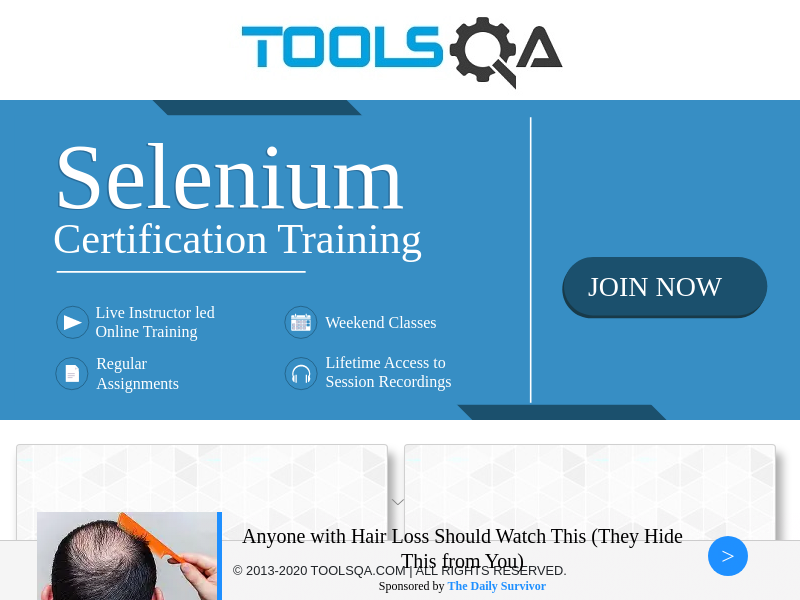 TOOLSQA
Selenium
Certification Training
JOIN NOW
Live Instructor led
Online Training
Weekend Classes
Regular
Assignments
Lifetime Access to
Session Recordings
Anyone with Hair Loss Should Watch This (They Hide
This from You)
© 2013-2020 TOOLSQA.COM | ALL RIGHTS RESERVED.
Sponsored by The Daily Survivor
>